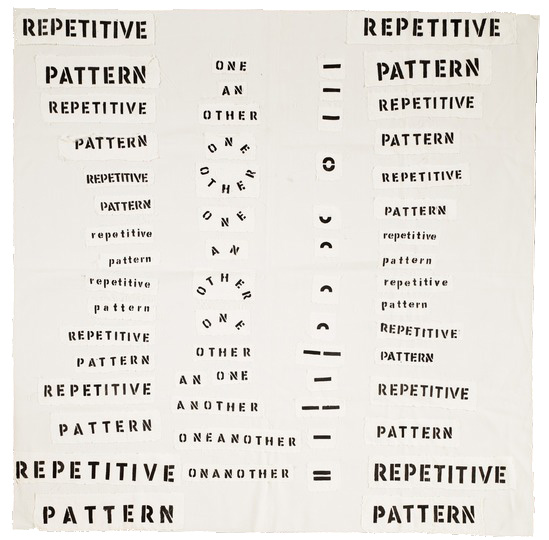 REPETITIVE REPETITIVE
PATTERN ONE PATTERN
AN
REPETITIVE OTHER REPETITIVE
PATTERN ONE PATTERN
REPETITIVE OTHER REPETITIVE
PATTERN ONE PATTERN
repetitive repetitive
pattern AN pattern
repetitive OTHER repetitive
pattern pattern
REPETITIVE ONE REPETITIVE
PATTERN OTHER PATTERN
REPETITIVE AN ONE REPETITIVE
ANOTHER
PATTERN ONEANOTHER PATTERN
REPETITIVE ONANOTHER REPETITIVE
PATTERN PATTERN